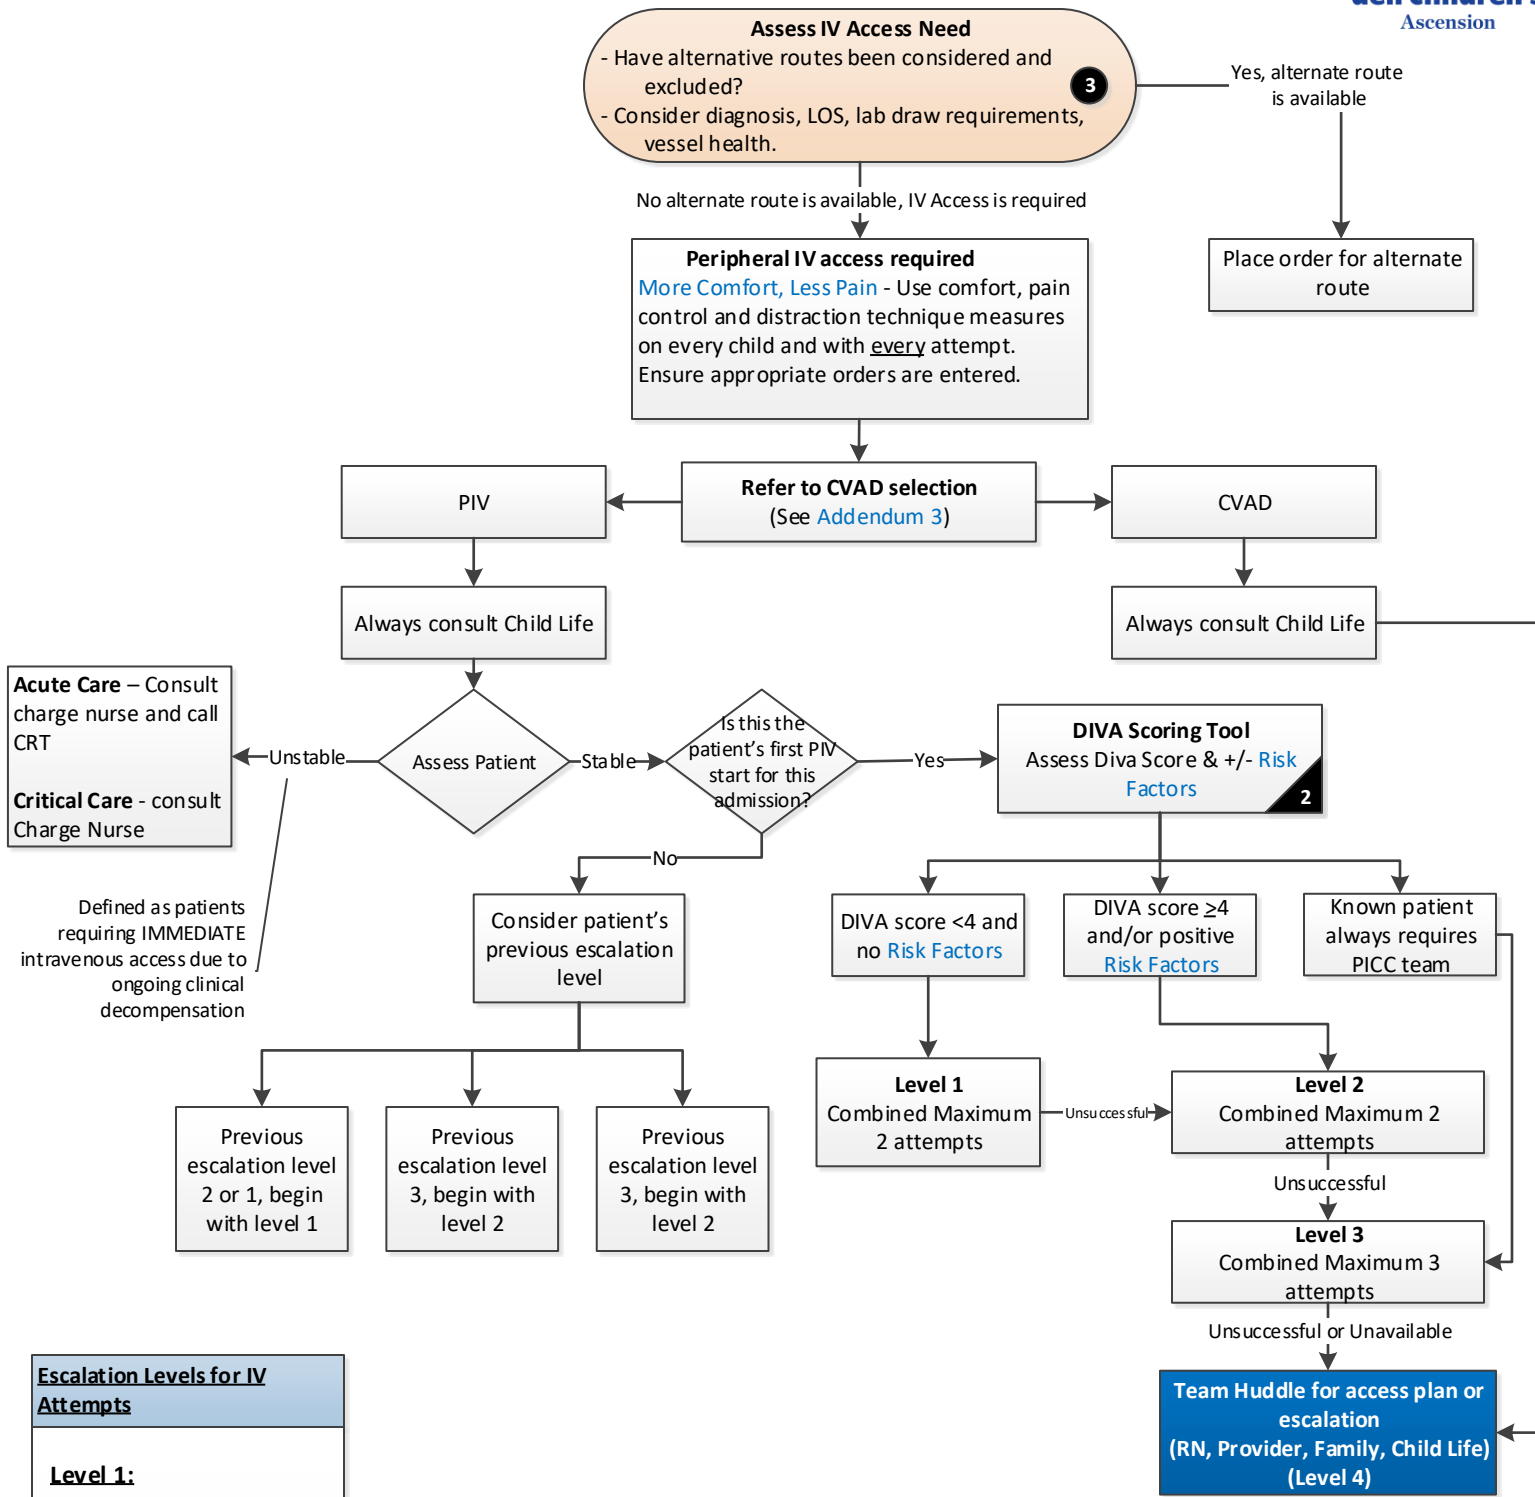 Ascension
Assess IV Access Need
- Have alternative routes been considered and
excluded?
3
- Consider diagnosis, LOS, lab draw requirements,
vessel health.
Yes, alternate route
is available
No alternate route is available, IV Access is required
Peripheral IV access required
More Comfort, Less Pain - Use comfort, pain
control and distraction technique measures
on every child and with every attempt.
Ensure appropriate orders are entered.
Place order for alternate
route
PIV
Refer to CVAD selection
(See Addendum 3)
CVAD
Always consult Child Life
Always consult Child Life
Acute Care – Consult
charge nurse and call
CRT
Critical Care - consult
Charge Nurse
Unstable
Assess Patient
Stable
Is this the
patient's first PIV
start for this
admission?
Yes
DIVA Scoring Tool
Assess Diva Score & +/- Risk
Factors
2
No
Defined as patients
requiring IMMEDIATE
intravenous access due to
ongoing clinical
decompensation
Consider patient's
previous escalation
level
DIVA score <4 and
no Risk Factors
DIVA score ≥4
and/or positive
Risk Factors
Known patient
always requires
PICC team
Previous
escalation level
2 or 1, begin
with level 1
Previous
escalation level
3, begin with
level 2
Previous
escalation level
3, begin with
level 2
Level 1
Combined Maximum
2 attempts
Unsuccessful
Level 2
Combined Maximum 2
attempts
Unsuccessful
Level 3
Combined Maximum 3
attempts
Unsuccessful or Unavailable
Team Huddle for access plan or
escalation
(RN, Provider, Family, Child Life)
(Level 4)
Escalation Levels for IV
Attempts
Level 1: